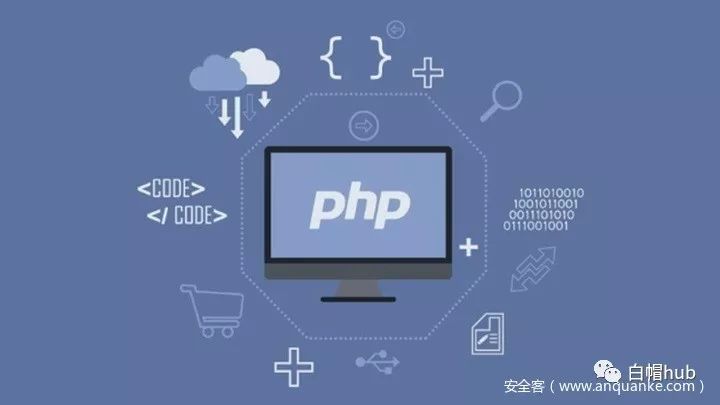 { }
<CODE>
</ CODE>
php
1011010010
1001011001
0011101010
0111001001
白帽hub
安全客（www.anquanke.com）